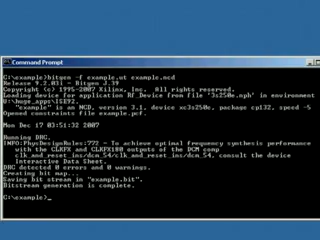 Command Prompt
C:\example>bitgen -f example.ut example.ncd
Release 9.2.03i - Bitgen J.39
Copyright (c) 1995-2007 Xilinx, Inc.  All rights reserved.
Loading device for application Rf_Device from file '3s250e.nph' in environment
"example" is an NCD, version 3.1, device xc3s250e, package cp132, speed -5
Opened constraints file example.pcf.
Mon Dec 17 03:51:32 2007
Running DRC.
INFO:PhysDesignRules:772 - To achieve optimal frequency synthesis performance
with the CLKFX and CLKFX180 outputs of the DCM comp
clk_and_reset_ins/dcm_54/clk_and_reset_ins/dcm_54, consult the device
Interactive Data Sheet.
DRC detected 0 errors and 0 warnings.
Creating bit map...
Saving bit stream in "example.bit".
Bitstream generation is complete.
C:\example>_